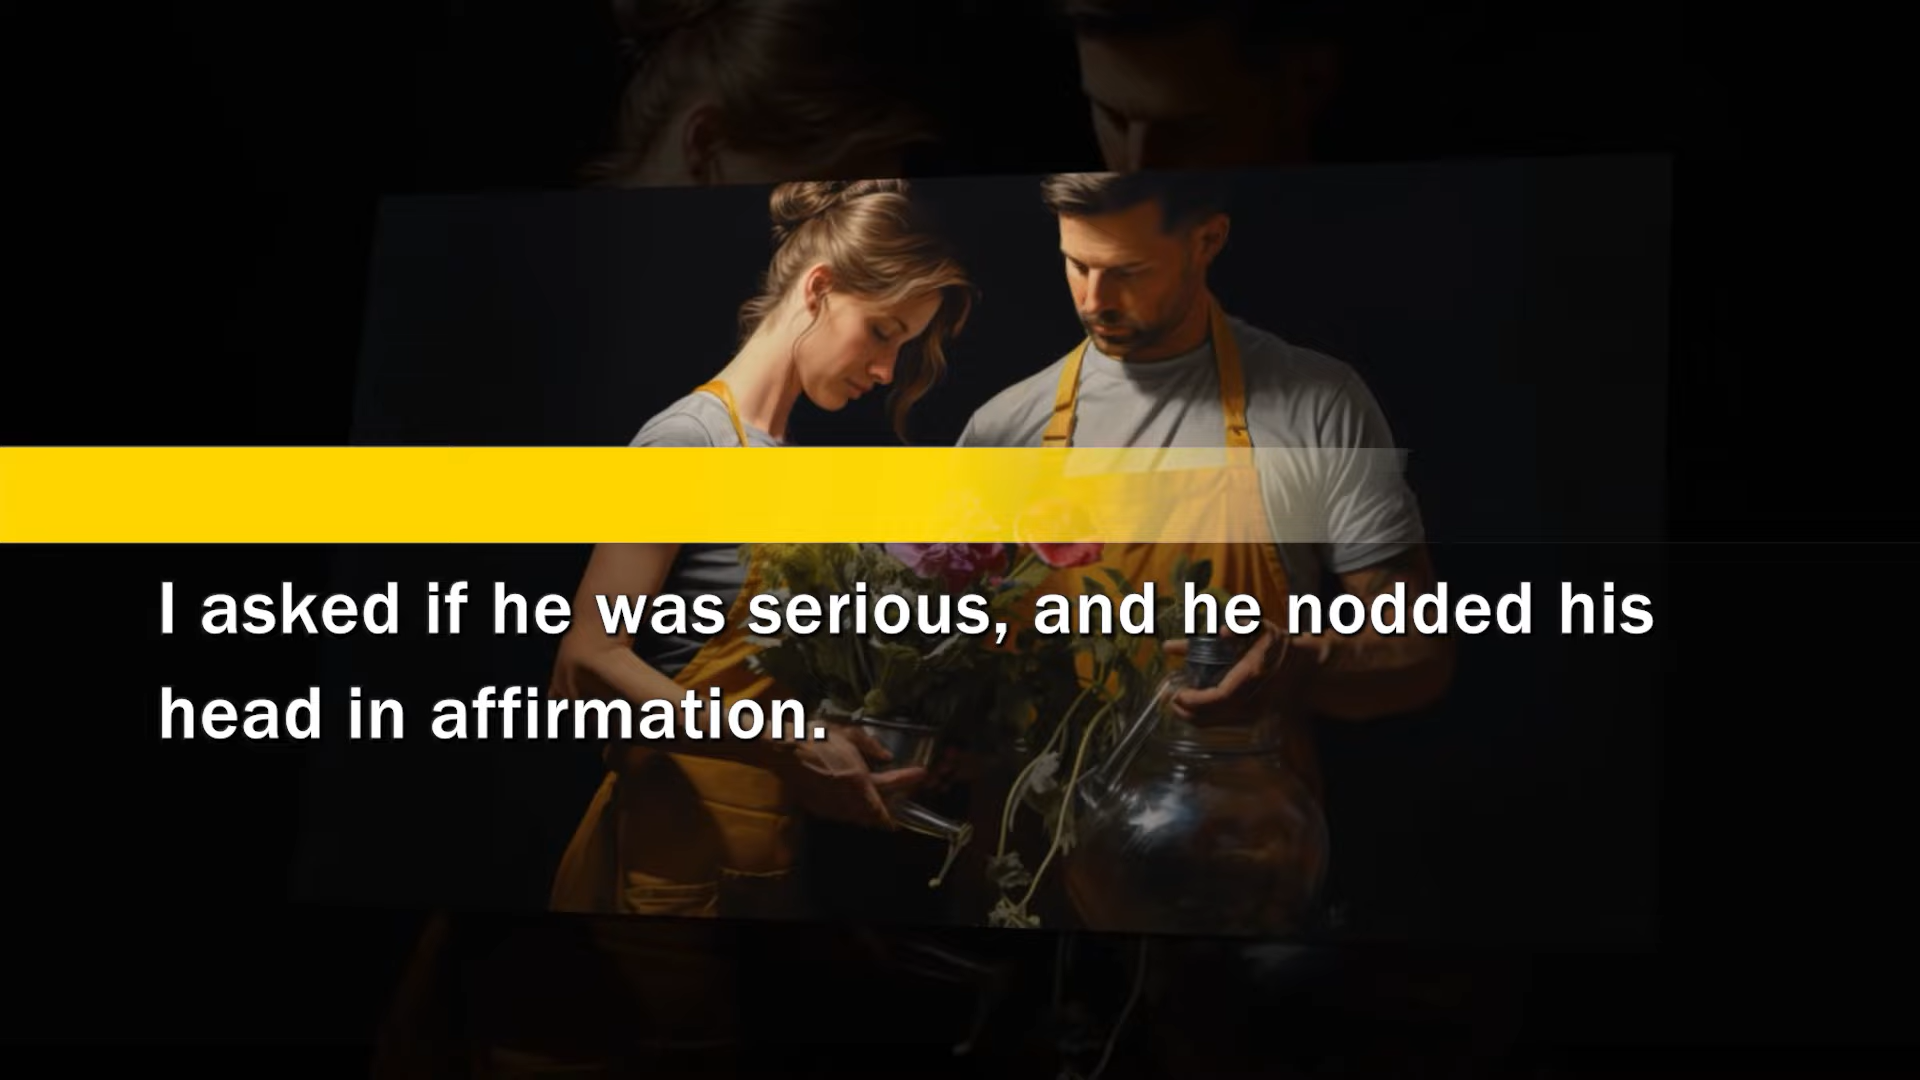 I asked if he was serious, and he nodded his
head in affirmation.